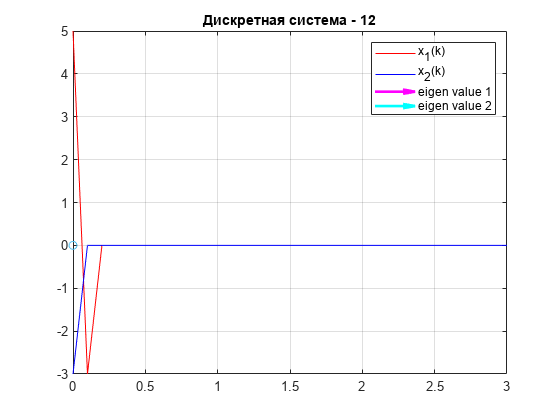 Дискретная система - 12
x1(k)
x2(k)
eigen value 1
eigen value 2
5
4
3
2
1
0
-1
-2
-3
0 0.5 1 1.5 2 2.5 3